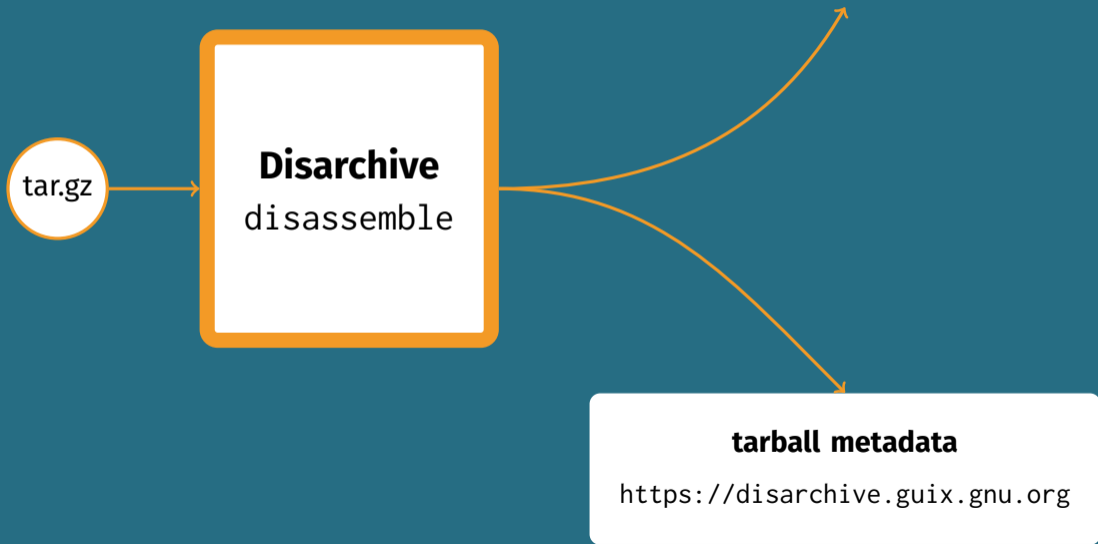 tar.gz
Disarchive
disassemble
tarball metadata
https://disarchive.guix.gnu.org